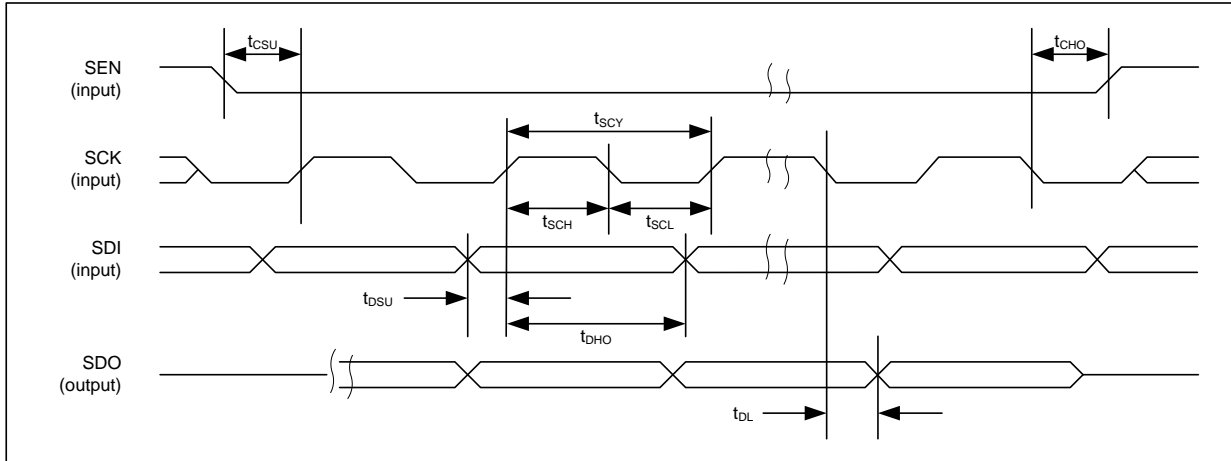 tCSU
tCHO
SEN
(input)
tSCY
SCK
(input)
tSCH
tSCL
SDI
(input)
tDSU
tDHO
SDO
(output)
tDL